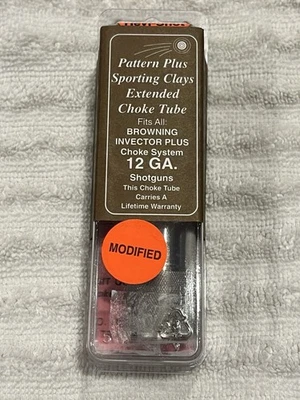 Pattern Plus
Sporting Clays
Extended
Choke Tube
Fits All:
BROWNING
INVECTOR PLUS
Choke System
12 GA.
Shotguns
This Choke Tube
Carries A
Lifetime Warranty
MODIFIED